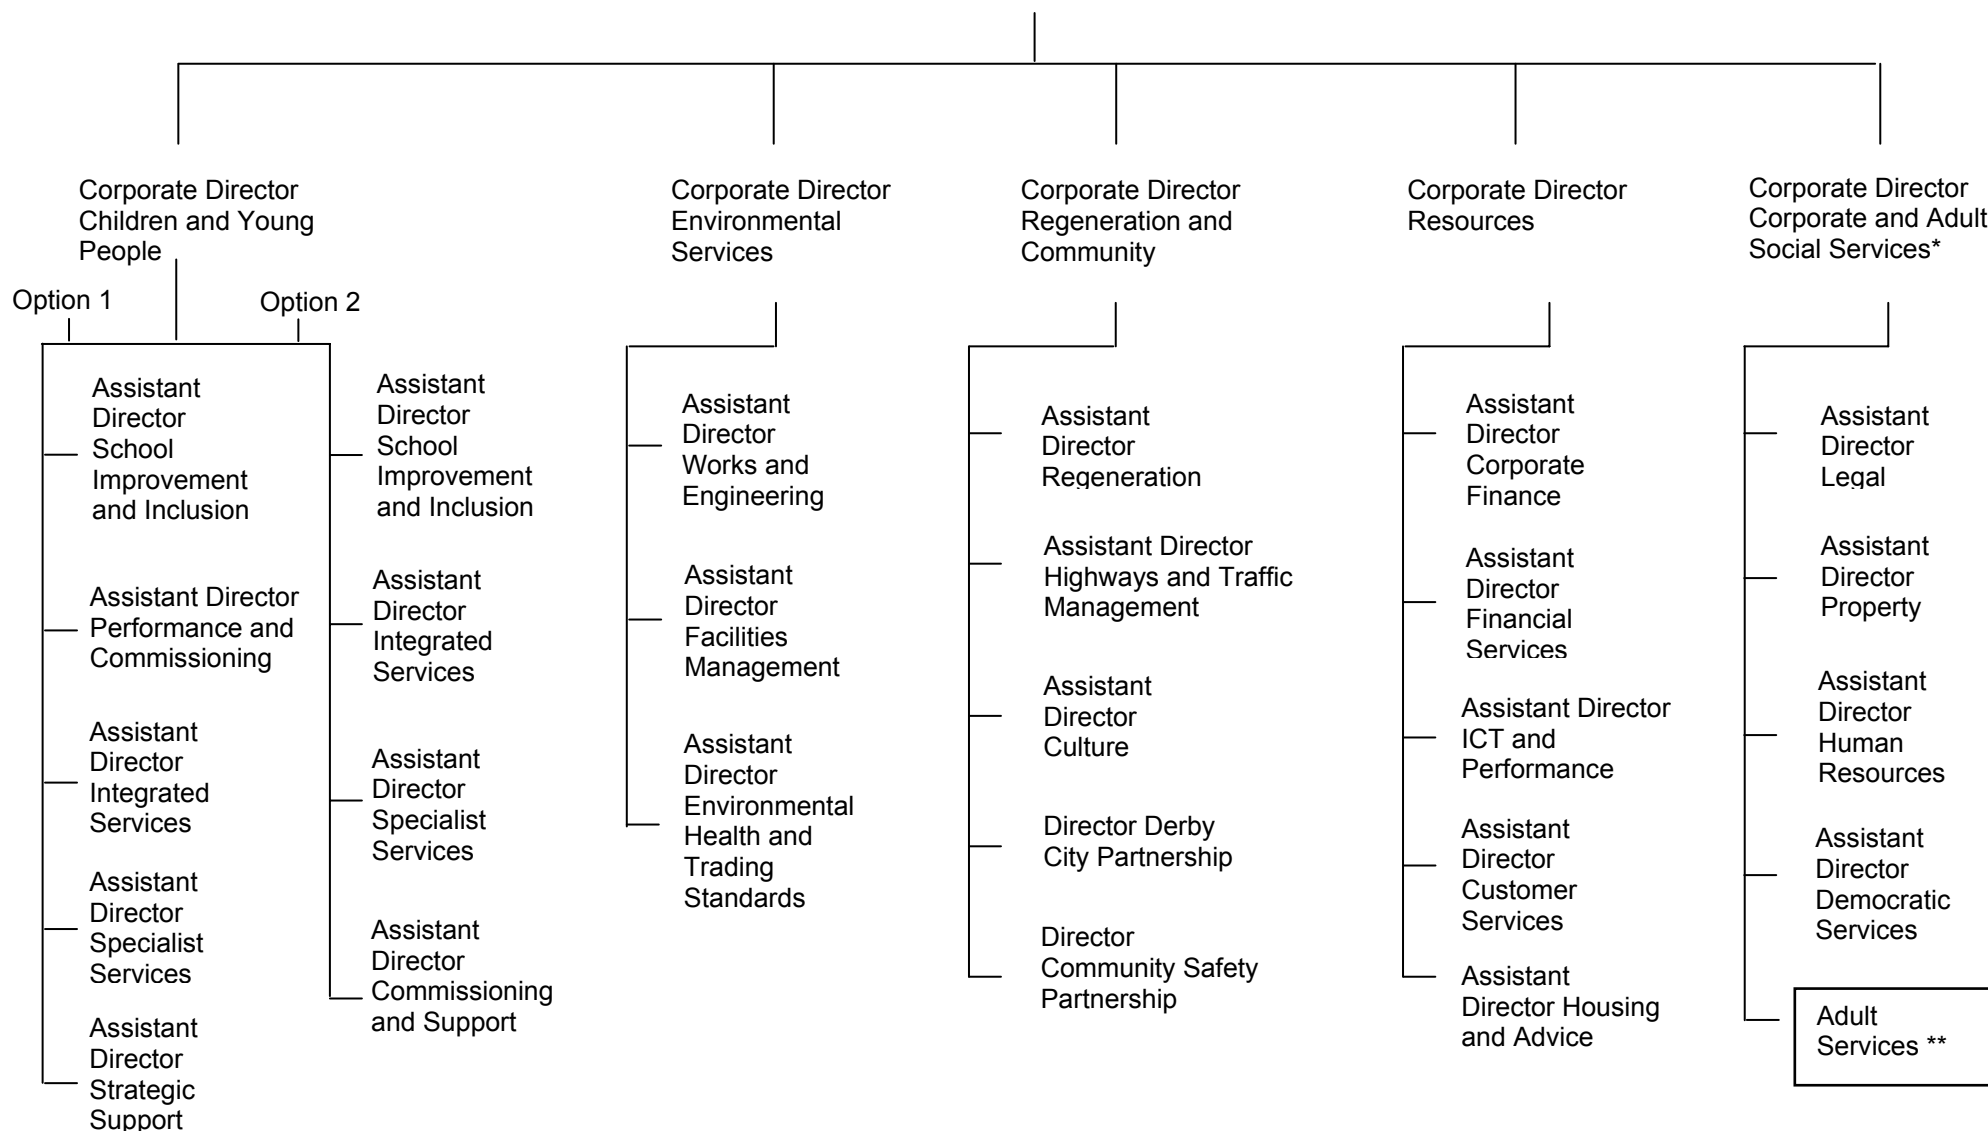 Corporate Director
Children and Young
People
Option 1
Option 2
Assistant
Director
School
Improvement
and Inclusion
Assistant Director
Performance and
Commissioning
Assistant
Director
Integrated
Services
Assistant
Director
Specialist
Services
Assistant
Director
Strategic
Support
Assistant
Director
School
Improvement
and Inclusion
Assistant
Director
Integrated
Services
Assistant
Director
Specialist
Services
Assistant
Director
Commissioning
and Support
Corporate Director
Environmental
Services
Assistant
Director
Works and
Engineering
Assistant
Director
Facilities
Management
Assistant
Director
Environmental
Health and
Trading
Standards
Corporate Director
Regeneration and
Community
Assistant
Director
Regeneration
Assistant Director
Highways and Traffic
Management
Assistant
Director
Culture
Director Derby
City Partnership
Director
Community Safety
Partnership
Corporate Director
Resources
Assistant
Director
Corporate
Finance
Assistant
Director
Financial
Services
Assistant Director
ICT and
Performance
Assistant
Director
Customer
Services
Assistant
Director Housing
and Advice
Corporate Director
Corporate and Adult
Social Services*
Assistant
Director
Legal
Assistant
Director
Property
Assistant
Director
Human
Resources
Assistant
Director
Democratic
Services
Adult
Services **